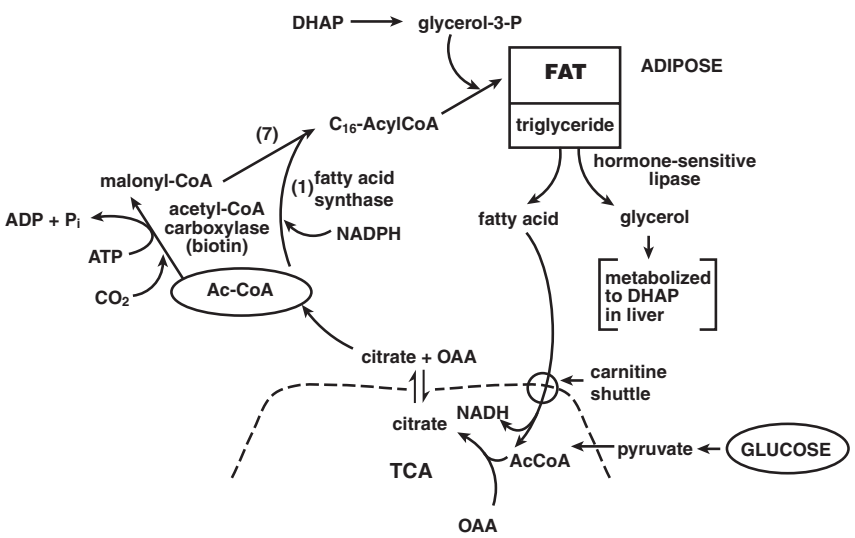 DHAP
glycerol-3-P
FAT
ADIPOSE
triglyceride
C₁₆-AcylCoA
(7)
hormone-sensitive
lipase
malonyl-CoA
(1)
fatty acid
synthase
acetyl-CoA
carboxylase
(biotin)
ADP + Pᵢ
NADPH
ATP
fatty acid
glycerol
CO₂
Ac-CoA
metabolized
to DHAP
in liver
citrate + OAA
carnitine
shuttle
citrate
NADH
TCA
AcCoA
pyruvate
GLUCOSE
OAA